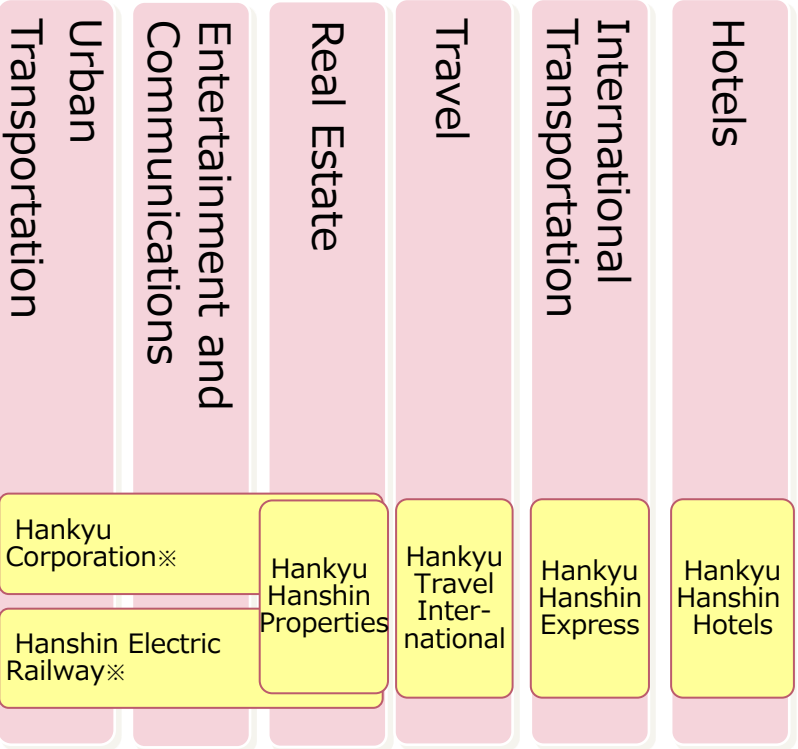 Urban
Transportation
Entertainment and
Communications
Real Estate
Travel
International
Transportation
Hotels
Hankyu
Corporation※
Hanshin Electric
Railway※
Hankyu
Hanshin
Properties
Hankyu
Travel
Inter-
national
Hankyu
Hanshin
Express
Hankyu
Hanshin
Hotels